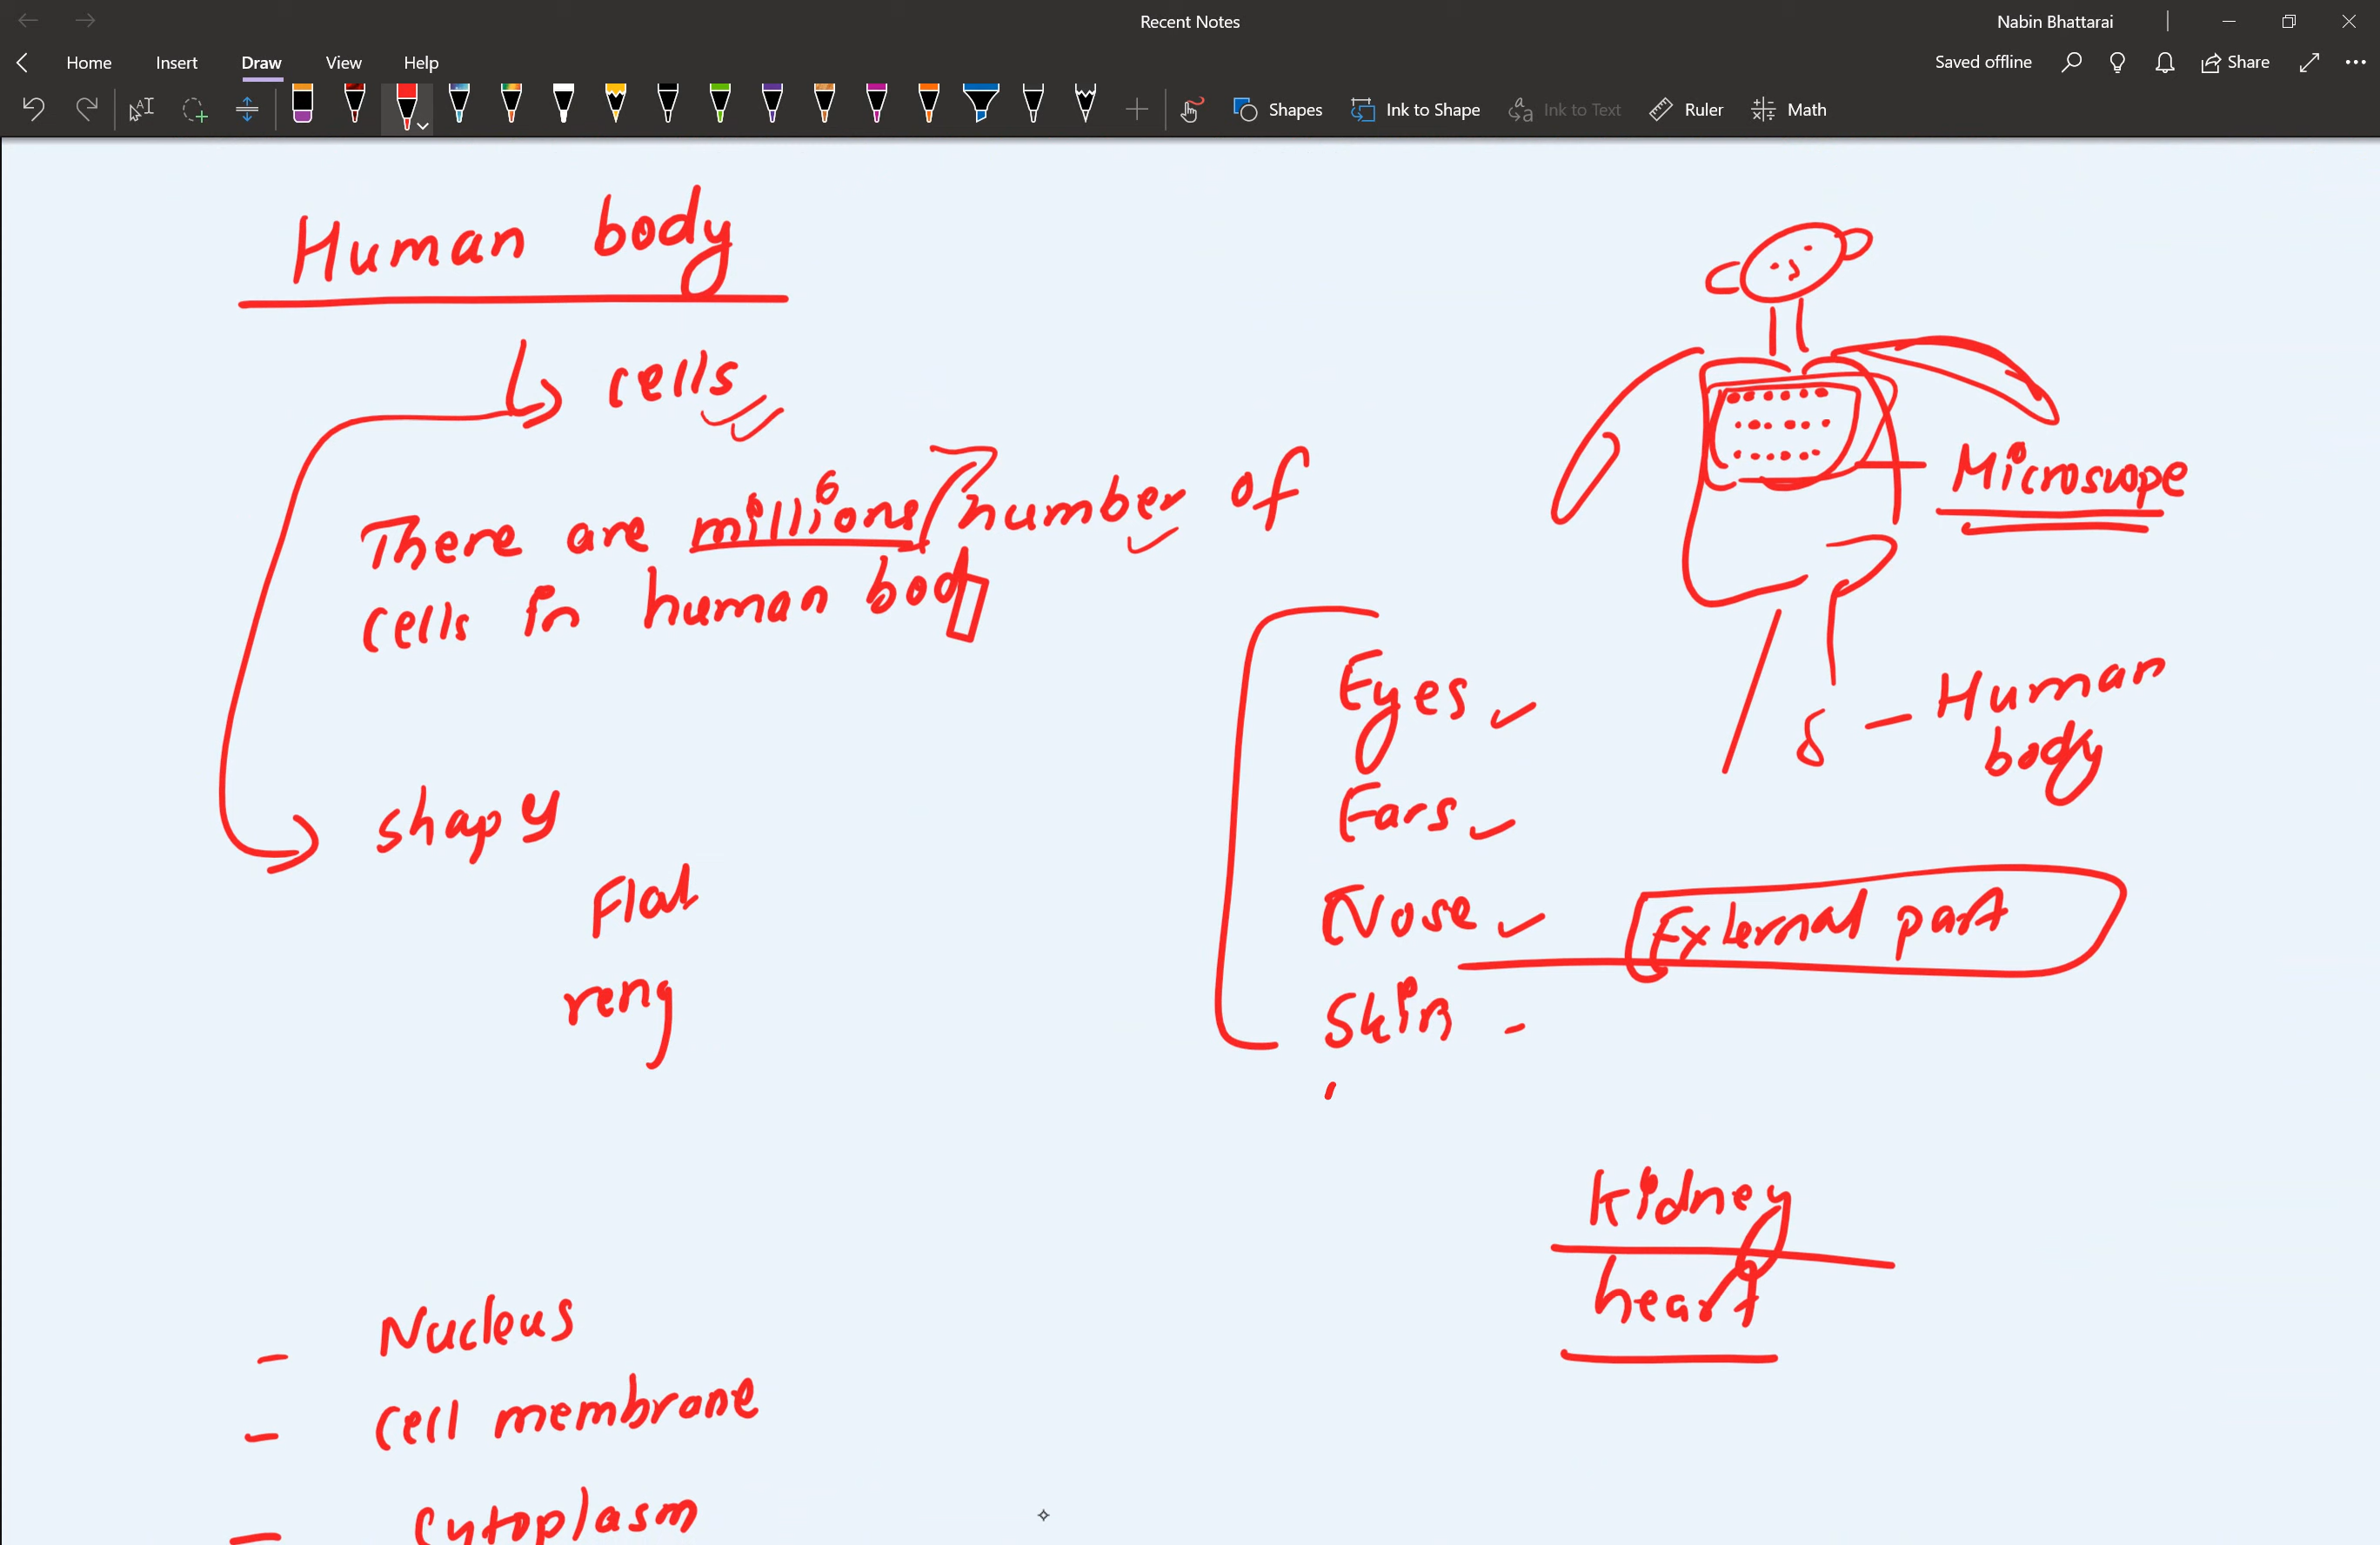 Recent Notes
Nabin Bhattarai
Home Insert Draw View Help
Saved offline
Share
Shapes
Ink to Shape
Ink to Text
Ruler
Math
Human body
cells
There are millions number of
cells in human body
shape
Flat
Microscope
Human
body
Eyes
Ears
Nose
External part
Skin -
Kidney
heart
- Nucleus
- cell membrane
- Cytoplasm